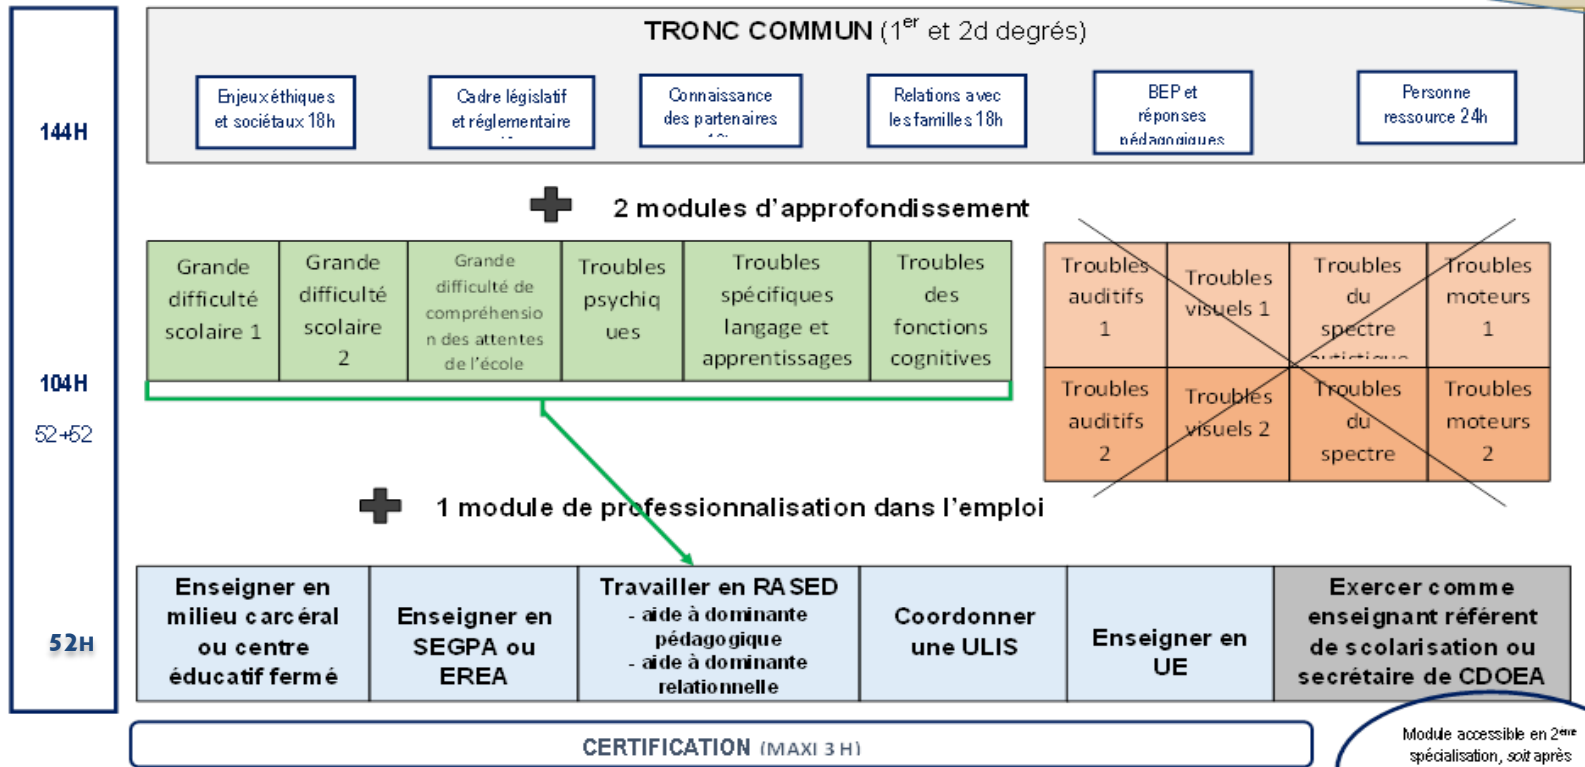 TRONC COMMUN (1er et 2d degrés)
144H
Enjeux éthiques
et sociétaux 18h
Cadre législatif
et réglementaire
Connaissance
des partenaires
Relations avec
les familles 18h
BEP et
réponses
pédagogiques
Personne
ressource 24h
2 modules d'approfondissement
104H
52+52
Grande
difficulté
scolaire 1
Grande
difficulté
scolaire
2
Grande
difficulté de
compréhensio
n des attentes
de l'école
Troubles
psychiq
ues
Troubles
spécifiques
langage et
apprentissages
Troubles
des
fonctions
cognitives
Troubles
auditifs
1
Troubles
visuels 1
Troubles
du
spectre
autistique
Troubles
moteurs
1
Troubles
auditifs
2
Troubles
visuels 2
Troubles
du
spectre
Troubles
moteurs
2
1 module de professionnalisation dans l'emploi
52H
Enseigner en
milieu carcéral
ou centre
éducatif fermé
Enseigner en
SEGPA ou
EREA
Travailler en RASED
- aide à dominante
pédagogique
- aide à dominante
relationnelle
Coordonner
une ULIS
Enseigner en
UE
Exercer comme
enseignant référent
de scolarisation ou
secrétaire de CDOEA
CERTIFICATION (MAXI 3 H)
Module accessible en 2ème
spécialisation, soit après